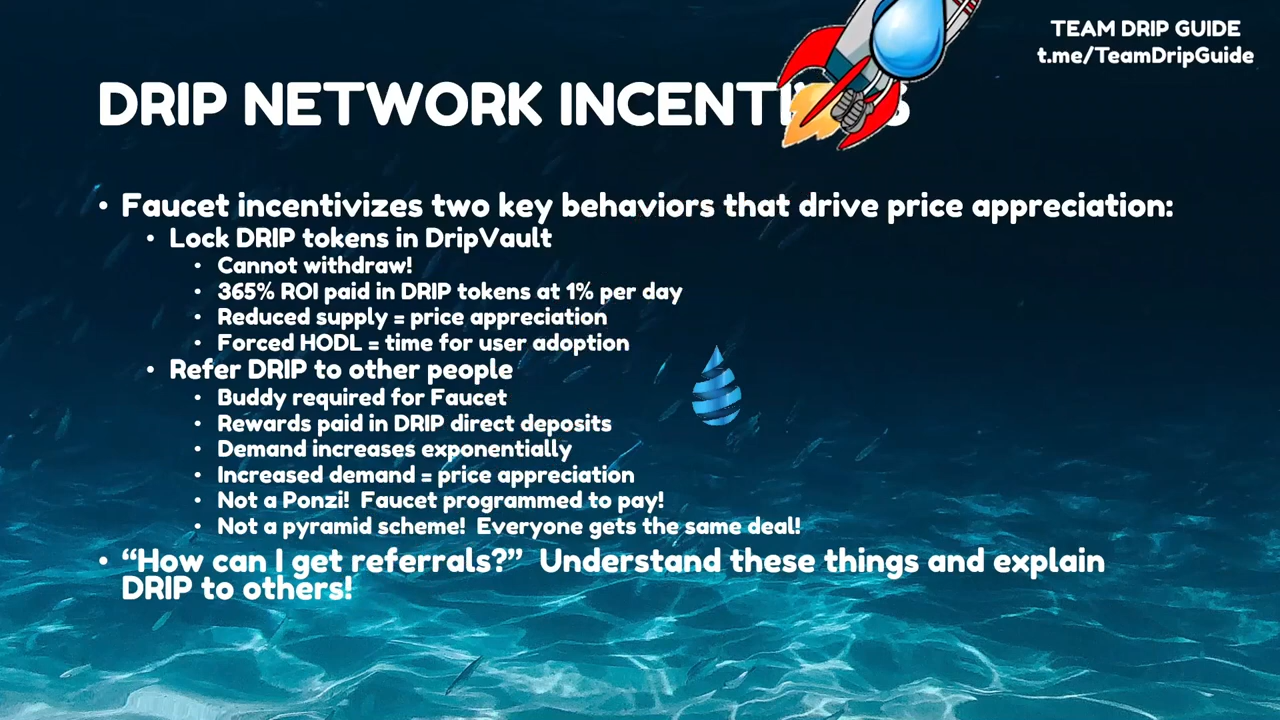 TEAM DRIP GUIDE
t.me/TeamDripGuide
DRIP NETWORK
• Faucet incentivizes two key behaviors that drive price appreciation:
• Lock DRIP tokens in DripVault
• Cannot withdraw!
• 365% ROI paid in DRIP tokens at 1% per day
• Reduced supply = price appreciation
• Forced HODL = time for user adoption
• Refer DRIP to other people
• Buddy required for Faucet
• Rewards paid in DRIP direct deposits
• Demand increases exponentially
• Increased demand = price appreciation
• Not a Ponzi!  Faucet programmed to pay!
• Not a pyramid scheme!  Everyone gets the same deal!
• “How can I get referrals?”  Understand these things and explain
DRIP to others!